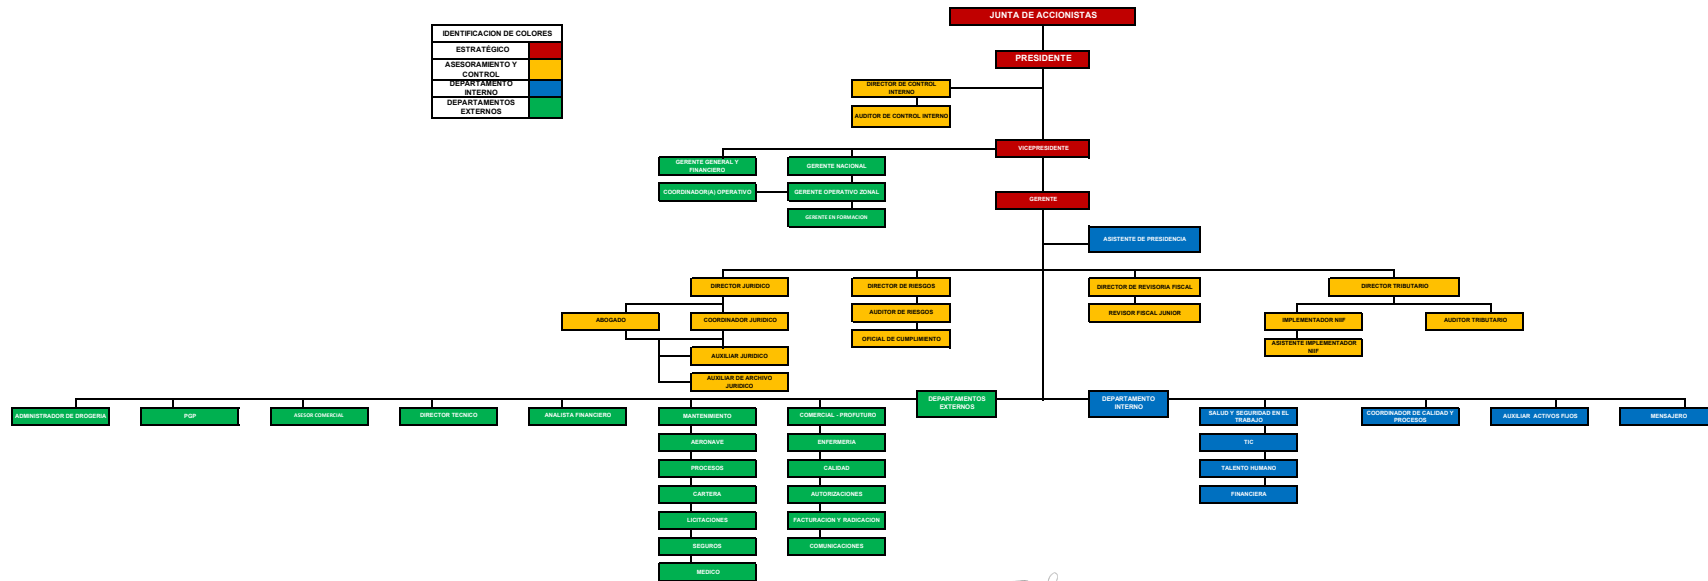 JUNTA DE ACCIONISTAS
IDENTIFICACION DE COLORES
ESTRATÉGICO
ASESORAMIENTO Y
CONTROL
DEPARTAMENTO
INTERNO
DEPARTAMENTOS
EXTERNOS
PRESIDENTE
DIRECTOR DE CONTROL
INTERNO
AUDITOR DE CONTROL INTERNO
VICEPRESIDENTE
GERENTE GENERAL Y
FINANCIERO
GERENTE NACIONAL
COORDINADOR(A) OPERATIVO
GERENTE OPERATIVO ZONAL
GERENTE
GERENTE EN FORMACION
ASISTENTE DE PRESIDENCIA
DIRECTOR JURIDICO
DIRECTOR DE RIESGOS
DIRECTOR DE REVISORIA FISCAL
DIRECTOR TRIBUTARIO
ABOGADO
COORDINADOR JURIDICO
AUDITOR DE RIESGOS
REVISOR FISCAL JUNIOR
IMPLEMENTADOR NIIF
AUDITOR TRIBUTARIO
OFICIAL DE CUMPLIMIENTO
ASISTENTE IMPLEMENTADOR
NIIF
AUXILIAR JURIDICO
AUXILIAR DE ARCHIVO
JURIDICO
DEPARTAMENTOS
EXTERNOS
DEPARTAMENTO
INTERNO
ADMINISTRADOR DE DROGERIA
PGP
ASESOR COMERCIAL
DIRECTOR TECNICO
ANALISTA FINANCIERO
MANTENIMIENTO
COMERCIAL - PROFUTURO
SALUD Y SEGURIDAD EN EL
TRABAJO
COORDINADOR DE CALIDAD Y
PROCESOS
AUXILIAR ACTIVOS FIJOS
MENSAJERO
AERONAVE
ENFERMERIA
TIC
PROCESOS
CALIDAD
TALENTO HUMANO
CARTERA
AUTORIZACIONES
FINANCIERA
LICITACIONES
FACTURACION Y RADICACION
SEGUROS
COMUNICACIONES
MEDICO